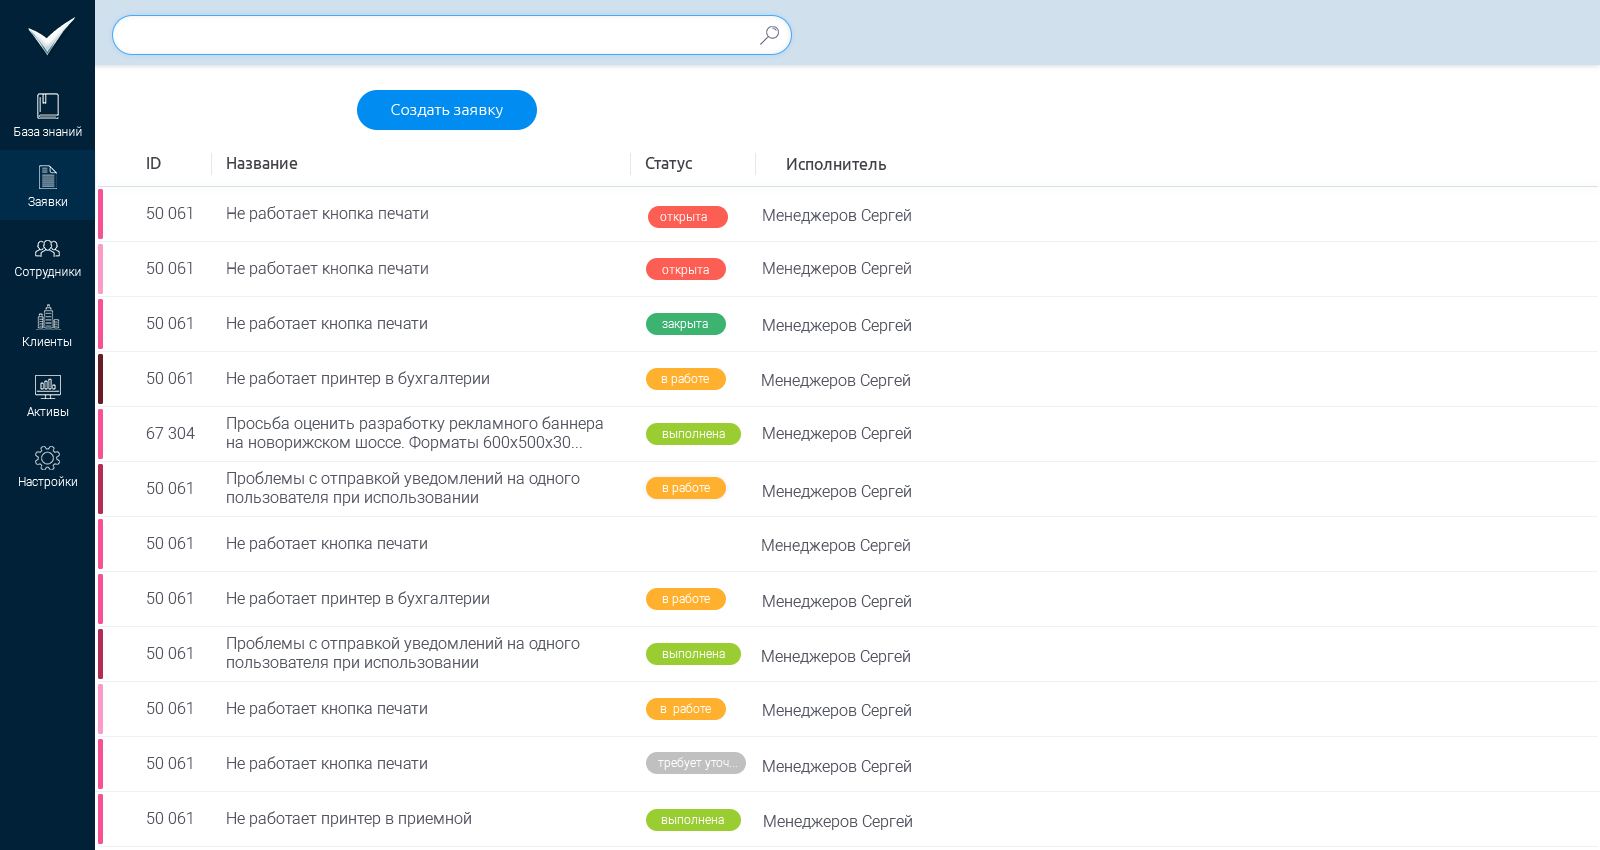 База знаний
Заявки
Сотрудники
Клиенты
Активы
Настройки
Создать заявку
ID Название Статус Исполнитель
50 061 Не работает кнопка печати открыта Менеджеров Сергей
50 061 Не работает кнопка печати открыта Менеджеров Сергей
50 061 Не работает кнопка печати закрыта Менеджеров Сергей
50 061 Не работает принтер в бухгалтерии в работе Менеджеров Сергей
67 304 Просьба оценить разработку рекламного баннера
на новорижском шоссе. Форматы 600х500х30... выполнена Менеджеров Сергей
50 061 Проблемы с отправкой уведомлений на одного
пользователя при использовании в работе Менеджеров Сергей
50 061 Не работает кнопка печати Менеджеров Сергей
50 061 Не работает принтер в бухгалтерии в работе Менеджеров Сергей
50 061 Проблемы с отправкой уведомлений на одного
пользователя при использовании выполнена Менеджеров Сергей
50 061 Не работает кнопка печати в работе Менеджеров Сергей
50 061 Не работает кнопка печати требует уточ... Менеджеров Сергей
50 061 Не работает принтер в приемной выполнена Менеджеров Сергей